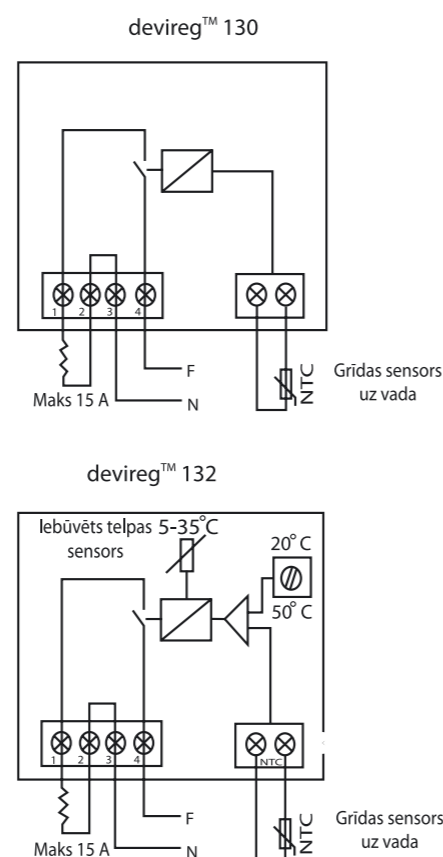 devireg™ 130
1 2 3 4
F
N
Maks 15 A
NTC
Grīdas sensors
uz vada
devireg™ 132
Iebūvēts telpas
sensors
5-35°C
20° C
50° C
1 2 3 4
NTC
F
N
Maks 15 A
NTC
Grīdas sensors
uz vada